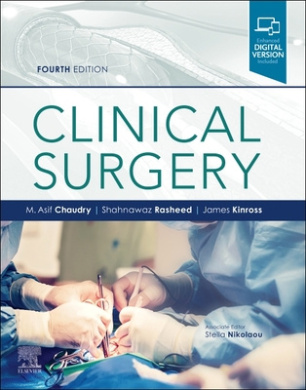 Enhanced
DIGITAL
VERSION
Included
FOURTH EDITION
CLINICAL
SURGERY
M. Asif Chaudry | Shahnawaz Rasheed | James Kinross
Associate Editor
Stella Nikolaou
ELSEVIER